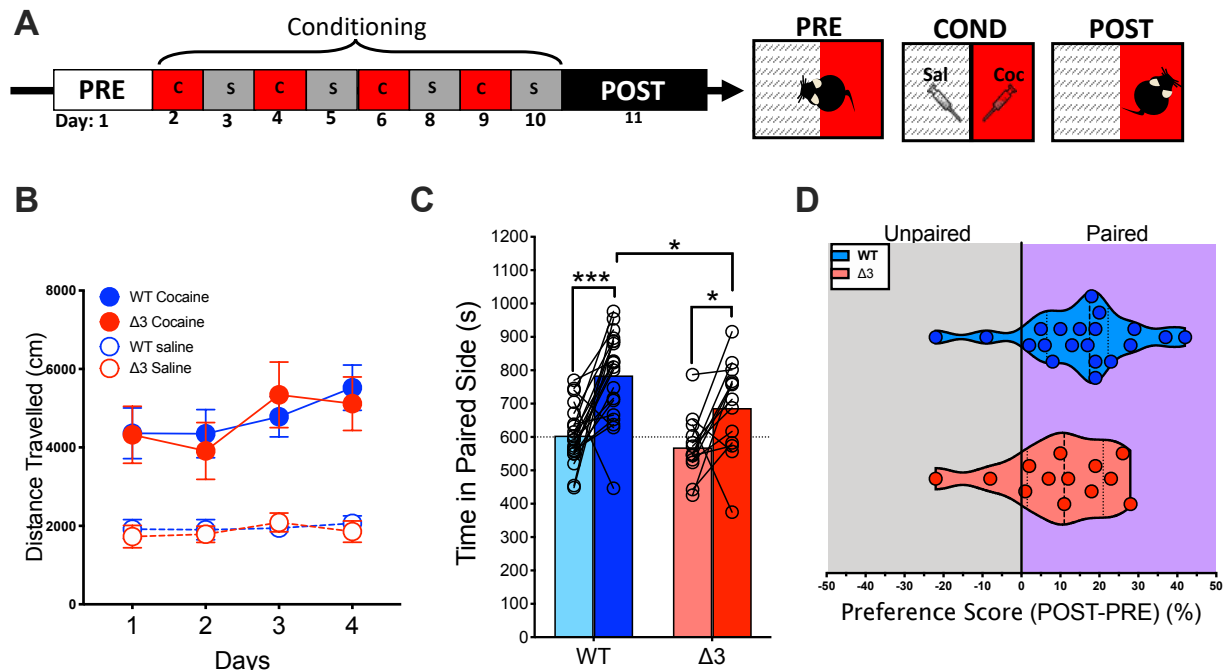 A
Conditioning
PRE C S C S C S C S POST
Day: 1 2 3 4 5 6 8 9 10 11
PRE COND POST
Sal Coc
B
Distance Travelled (cm)
8000
6000
4000
2000
0
WT Cocaine
Δ3 Cocaine
WT saline
Δ3 Saline
1 2 3 4
Days
C
Time in Paired Side (s)
1200
1100
1000
900
800
700
600
500
400
300
200
100
0
*** * *
WT Δ3
D
Unpaired Paired
WT
Δ3
-50 -40 -30 -20 -10 0 10 20 30 40 50
Preference Score (POST-PRE) (%)